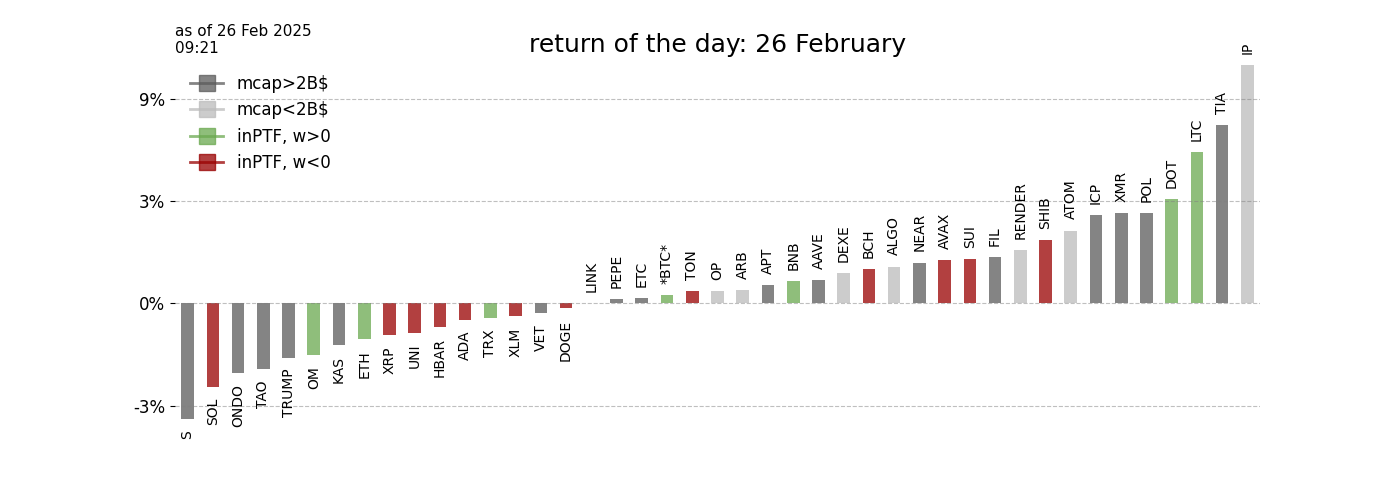 as of 26 Feb 2025
09:21
return of the day: 26 February
mcap>2B$
mcap<2B$
inPTF, w>0
inPTF, w<0
9%
3%
0%
-3%
S
SOL
ONDO
TAO
TRUMP
OM
KAS
ETH
XRP
UNI
HBAR
ADA
TRX
XLM
VET
DOGE
LINK
PEPE
ETC
*BTC*
TON
OP
ARB
APT
BNB
AAVE
DEXE
BCH
ALGO
NEAR
AVAX
SUI
FIL
RENDER
SHIB
ATOM
ICP
XMR
POL
DOT
LTC
TIA
IP